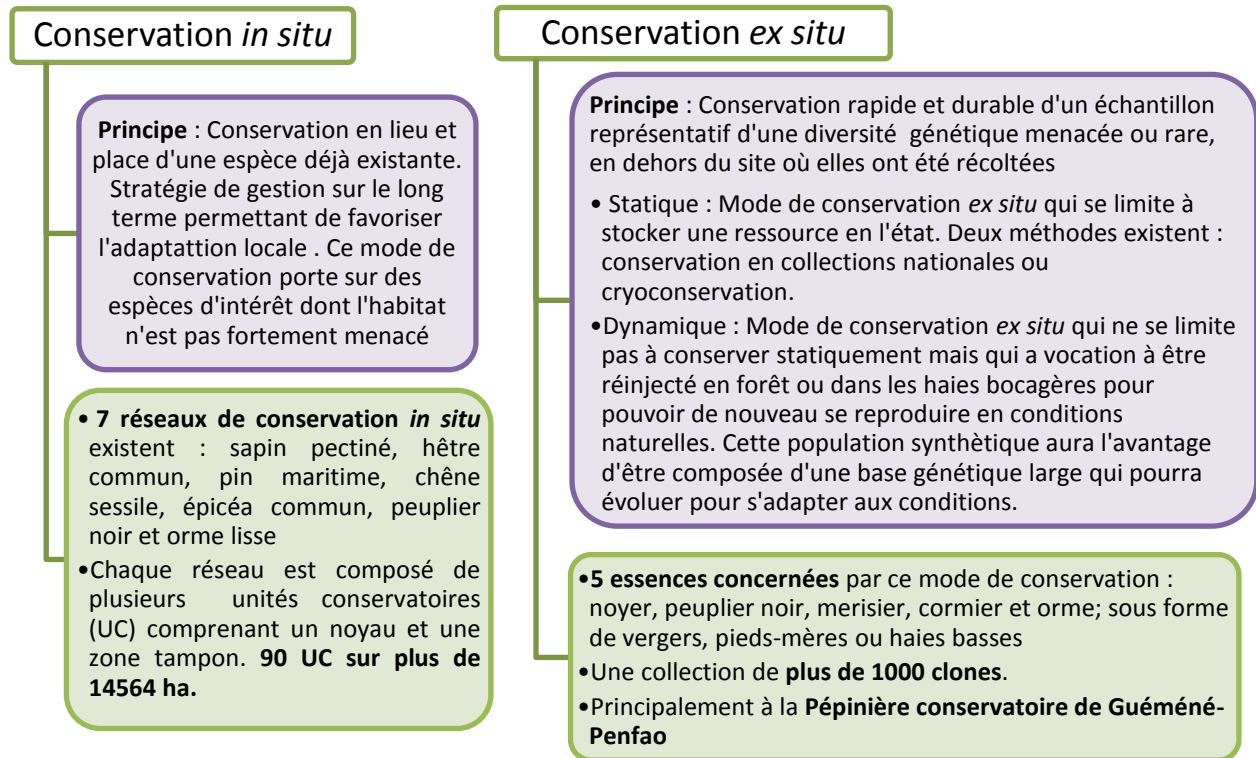 Conservation in situ
Principe : Conservation en lieu et
place d'une espèce déjà existante.
Stratégie de gestion sur le long
terme permettant de favoriser
l'adaptattion locale . Ce mode de
conservation porte sur des
espèces d'intérêt dont l'habitat
n'est pas fortement menacé
• 7 réseaux de conservation in situ
existent : sapin pectiné, hêtre
commun, pin maritime, chêne
sessile, épicéa commun, peuplier
noir et orme lisse
•Chaque réseau est composé de
plusieurs unités conservatoires
(UC) comprenant un noyau et une
zone tampon. 90 UC sur plus de
14564 ha.
Conservation ex situ
Principe : Conservation rapide et durable d'un échantillon
représentatif d'une diversité génétique menacée ou rare,
en dehors du site où elles ont été récoltées
• Statique : Mode de conservation ex situ qui se limite à
stocker une ressource en l'état. Deux méthodes existent :
conservation en collections nationales ou
cryoconservation.
•Dynamique : Mode de conservation ex situ qui ne se limite
pas à conserver statiquement mais qui a vocation à être
réinjecté en forêt ou dans les haies bocagères pour
pouvoir de nouveau se reproduire en conditions
naturelles. Cette population synthètique aura l'avantage
d'être composée d'une base génétique large qui pourra
évoluer pour s'adapter aux conditions.
•5 essences concernées par ce mode de conservation :
noyer, peuplier noir, merisier, cormier et orme; sous forme
de vergers, pieds-mères ou haies basses
•Une collection de plus de 1000 clones.
•Principalement à la Pépinière conservatoire de Guéméné-
Penfao